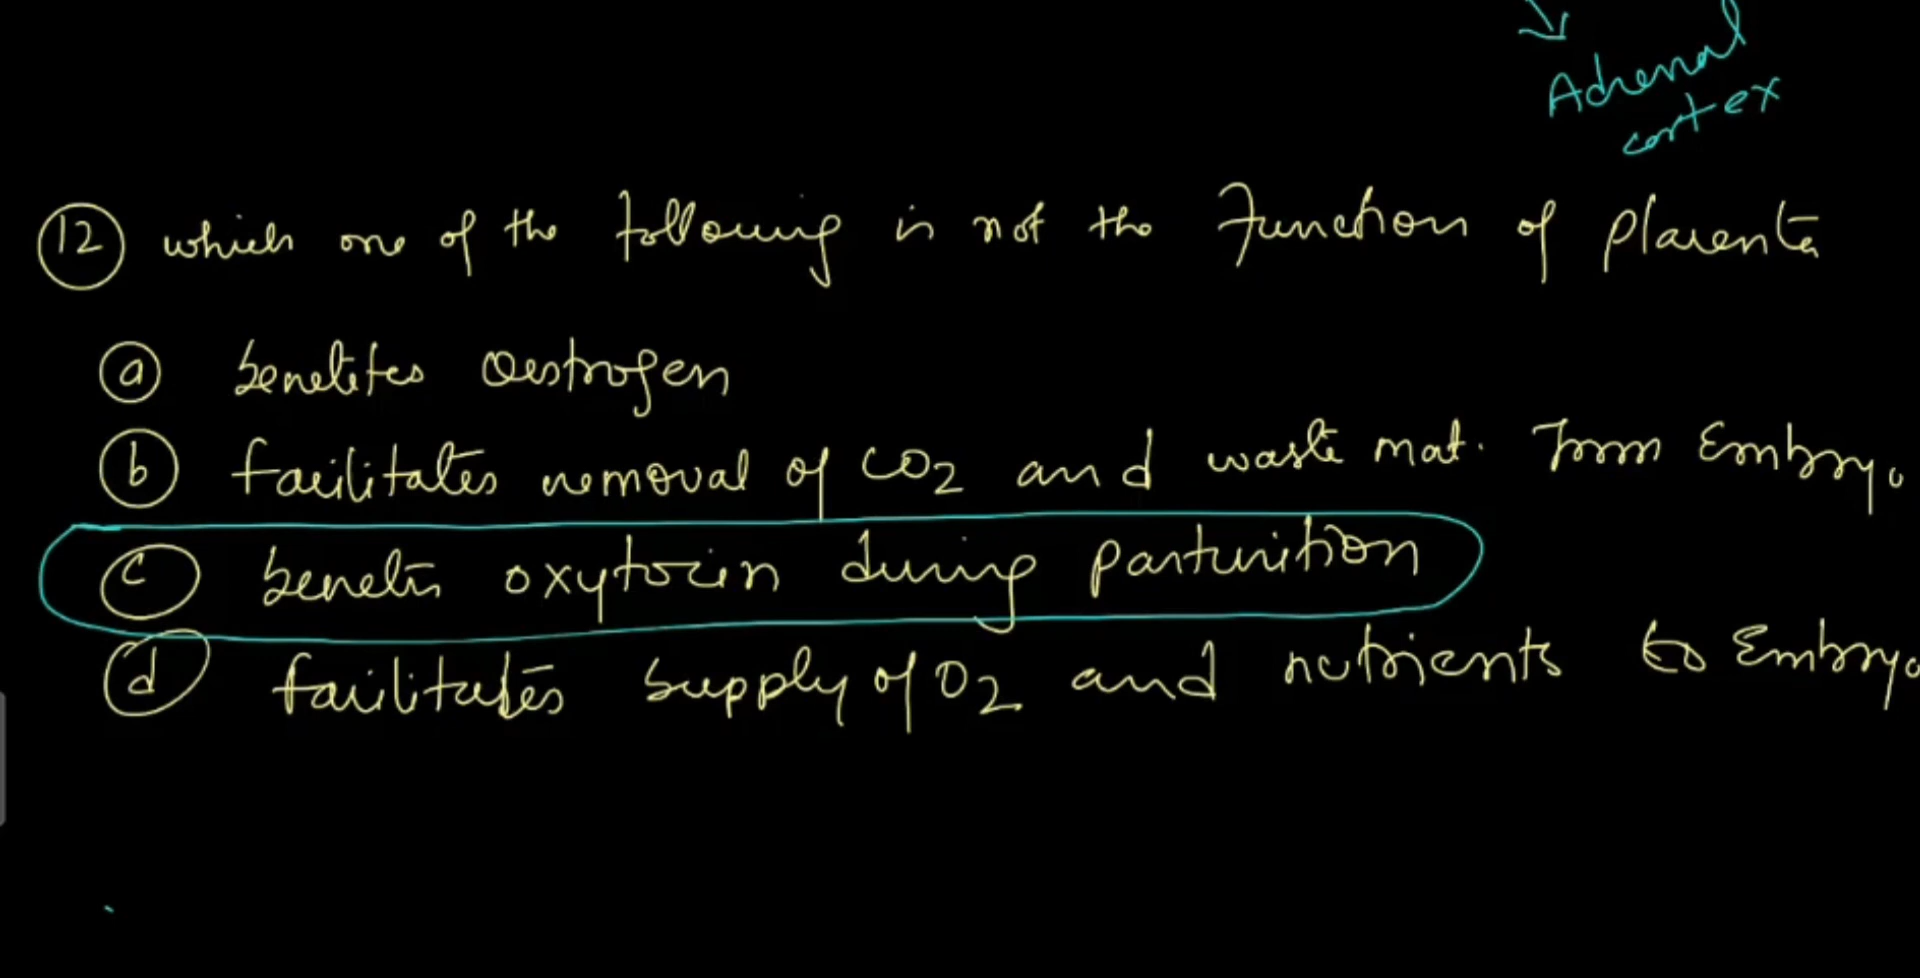 Adrenal
cortex
12 which one of the following is not the Function of placenta
a secretes Oestrogen
b facilitates removal of CO2 and waste mat. From Embryo
c secretes oxytocin during parturition
d facilitates supply of O2 and nutrients to Embryo